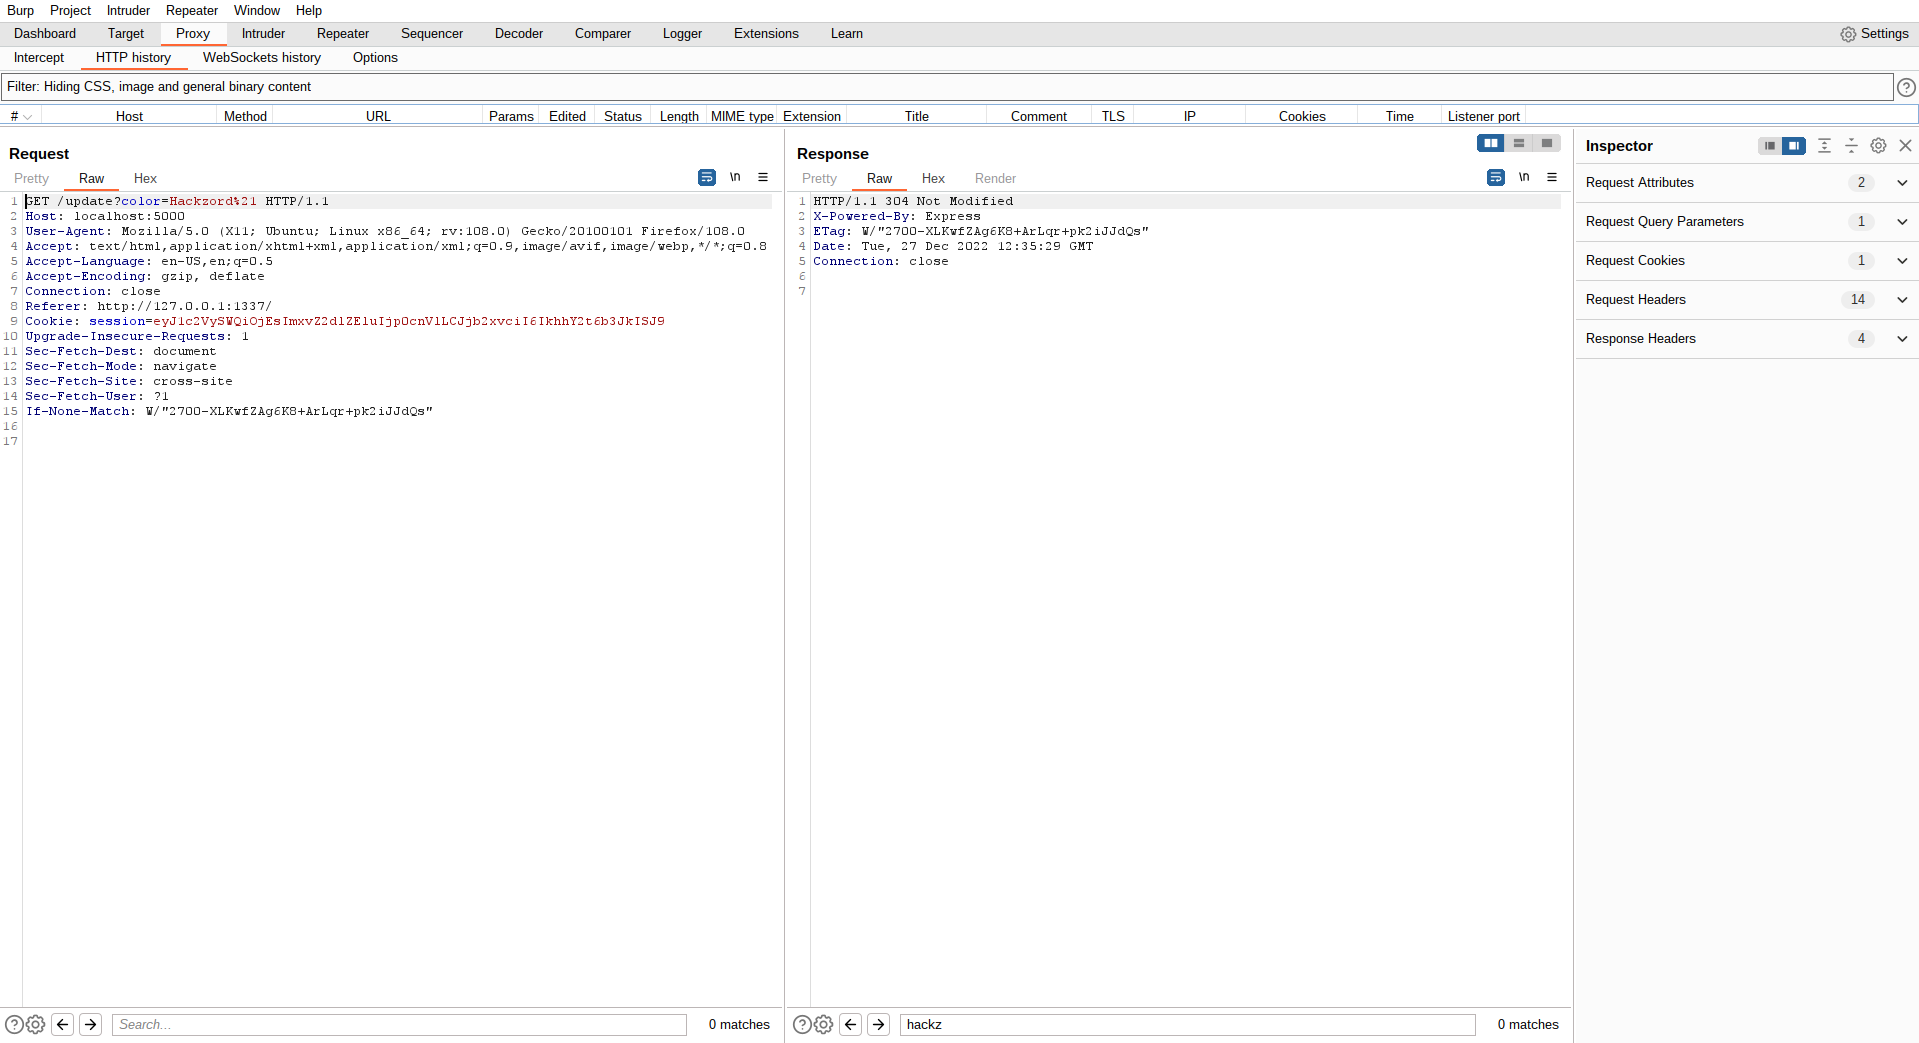 Burp Project Intruder Repeater Window Help
Dashboard Target Proxy Intruder Repeater Sequencer Decoder Comparer Logger Extensions Learn Settings
Intercept HTTP history WebSockets history Options
Filter: Hiding CSS, image and general binary content
# Host Method URL Params Edited Status Length MIME type Extension Title Comment TLS IP Cookies Time Listener port
Request
Pretty Raw Hex \n
1 GET /update?color=Hackzord%21 HTTP/1.1
2 Host: localhost:5000
3 User-Agent: Mozilla/5.0 (X11; Ubuntu; Linux x86_64; rv:108.0) Gecko/20100101 Firefox/108.0
4 Accept: text/html,application/xhtml+xml,application/xml;q=0.9,image/avif,image/webp,*/*;q=0.8
5 Accept-Language: en-US,en;q=0.5
6 Accept-Encoding: gzip, deflate
7 Connection: close
8 Referer: http://127.0.0.1:1337/
9 Cookie: session=eyJ1c2VySWQiOjEsImxvZ2dlZEluIjp0cnVlLCJjb2xvciI6IkhhY2t6b3JkISJ9
10 Upgrade-Insecure-Requests: 1
11 Sec-Fetch-Dest: document
12 Sec-Fetch-Mode: navigate
13 Sec-Fetch-Site: cross-site
14 Sec-Fetch-User: ?1
15 If-None-Match: W/"2700-XLKwfZAg6K8+ArLqr+pk2iJJdQs"
16
17
Search...
0 matches
Response
Pretty Raw Hex Render \n
1 HTTP/1.1 304 Not Modified
2 X-Powered-By: Express
3 ETag: W/"2700-XLKwfZAg6K8+ArLqr+pk2iJJdQs"
4 Date: Tue, 27 Dec 2022 12:35:29 GMT
5 Connection: close
6
7
hackz
0 matches
Inspector
Request Attributes 2
Request Query Parameters 1
Request Cookies 1
Request Headers 14
Response Headers 4